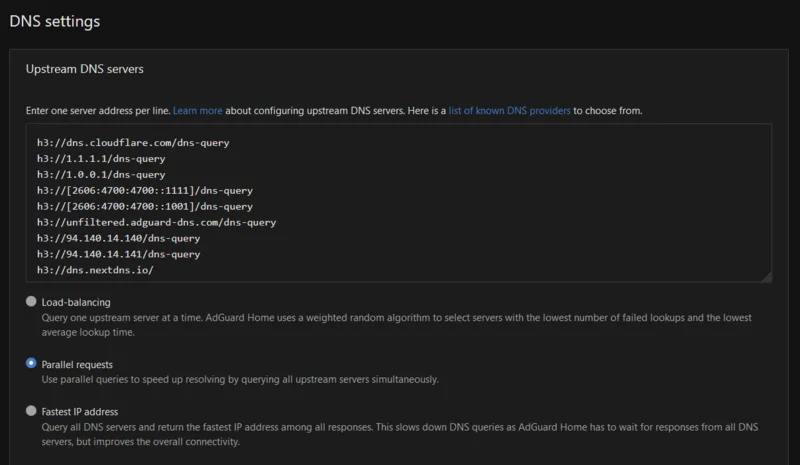 DNS settings
Upstream DNS servers
Enter one server address per line. Learn more about configuring upstream DNS servers. Here is a list of known DNS providers to choose from.
h3://dns.cloudflare.com/dns-query
h3://1.1.1.1/dns-query
h3://1.0.0.1/dns-query
h3://[2606:4700:4700::1111]/dns-query
h3://[2606:4700:4700::1001]/dns-query
h3://unfiltered.adguard-dns.com/dns-query
h3://94.140.14.140/dns-query
h3://94.140.14.141/dns-query
h3://dns.nextdns.io/
Load-balancing
Query one upstream server at a time. AdGuard Home uses a weighted random algorithm to select servers with the lowest number of failed lookups and the lowest
average lookup time.
Parallel requests
Use parallel queries to speed up resolving by querying all upstream servers simultaneously.
Fastest IP address
Query all DNS servers and return the fastest IP address among all responses. This slows down DNS queries as AdGuard Home has to wait for responses from all DNS
servers, but improves the overall connectivity.